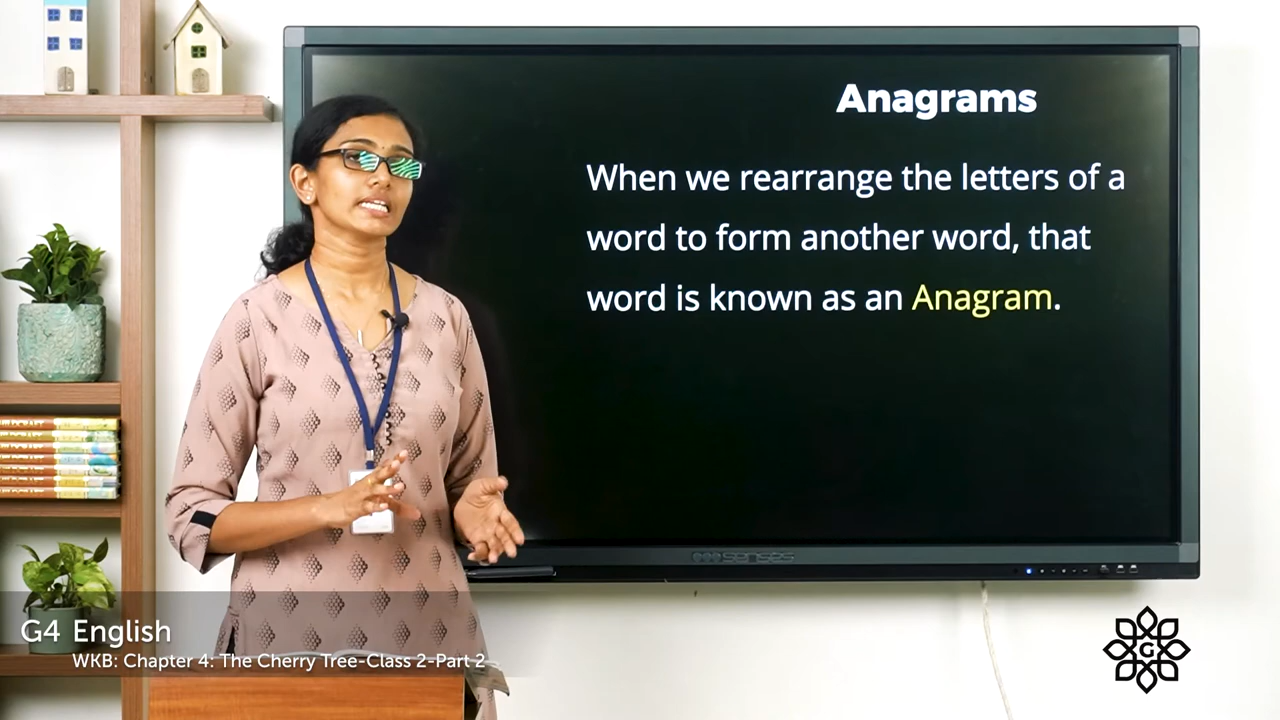 Anagrams
When we rearrange the letters of a
word to form another word, that
word is known as an Anagram.
G4 English
WKB: Chapter 4: The Cherry Tree-Class 2-Part 2
G